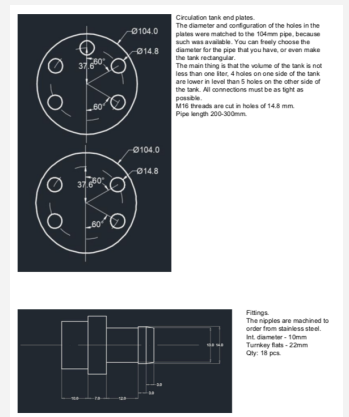 Ø104.0
Ø14.8
37.6
60°
60°
Circulation tank end plates.
The diameter and configuration of the holes in the
plates were matched to the 104mm pipe, because
such was available. You can freely choose the
diameter for the pipe that you have, or even make
the tank rectangular.
The main thing is that the volume of the tank is not
less than one liter, 4 holes on one side of the tank
are lower in level than 5 holes on the other side of
the tank. All connections must be as tight as
possible.
M16 threads are cut in holes of 14.8 mm.
Pipe length 200-300mm.
Ø104.0
Ø14.8
37.6
60°
60°
Fittings.
The nipples are machined to
order from stainless steel.
Int. diameter - 10mm
Turnkey flats - 22mm
Qty: 18 pcs.